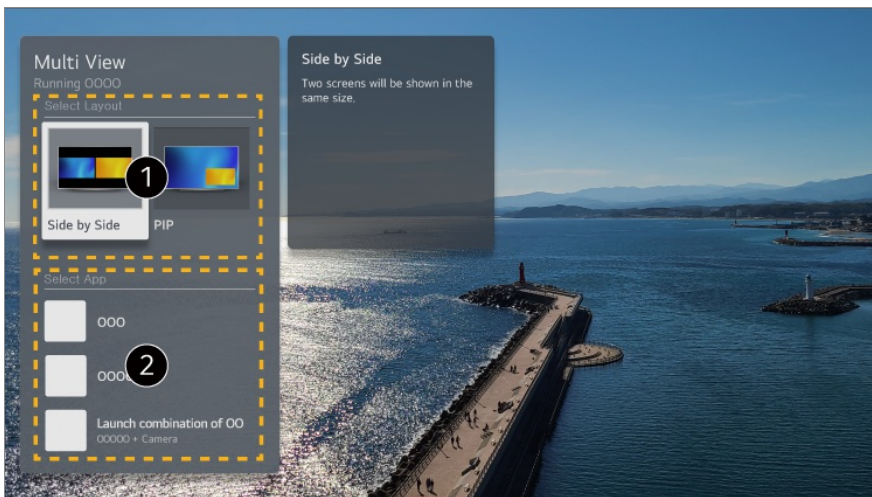 Multi View
Running OOOO
Select Layout
1
Side by Side
PIP
Select App
OOO
OOOO
2
Launch combination of OO
OOOOO + Camera
Side by Side
Two screens will be shown in the
same size.